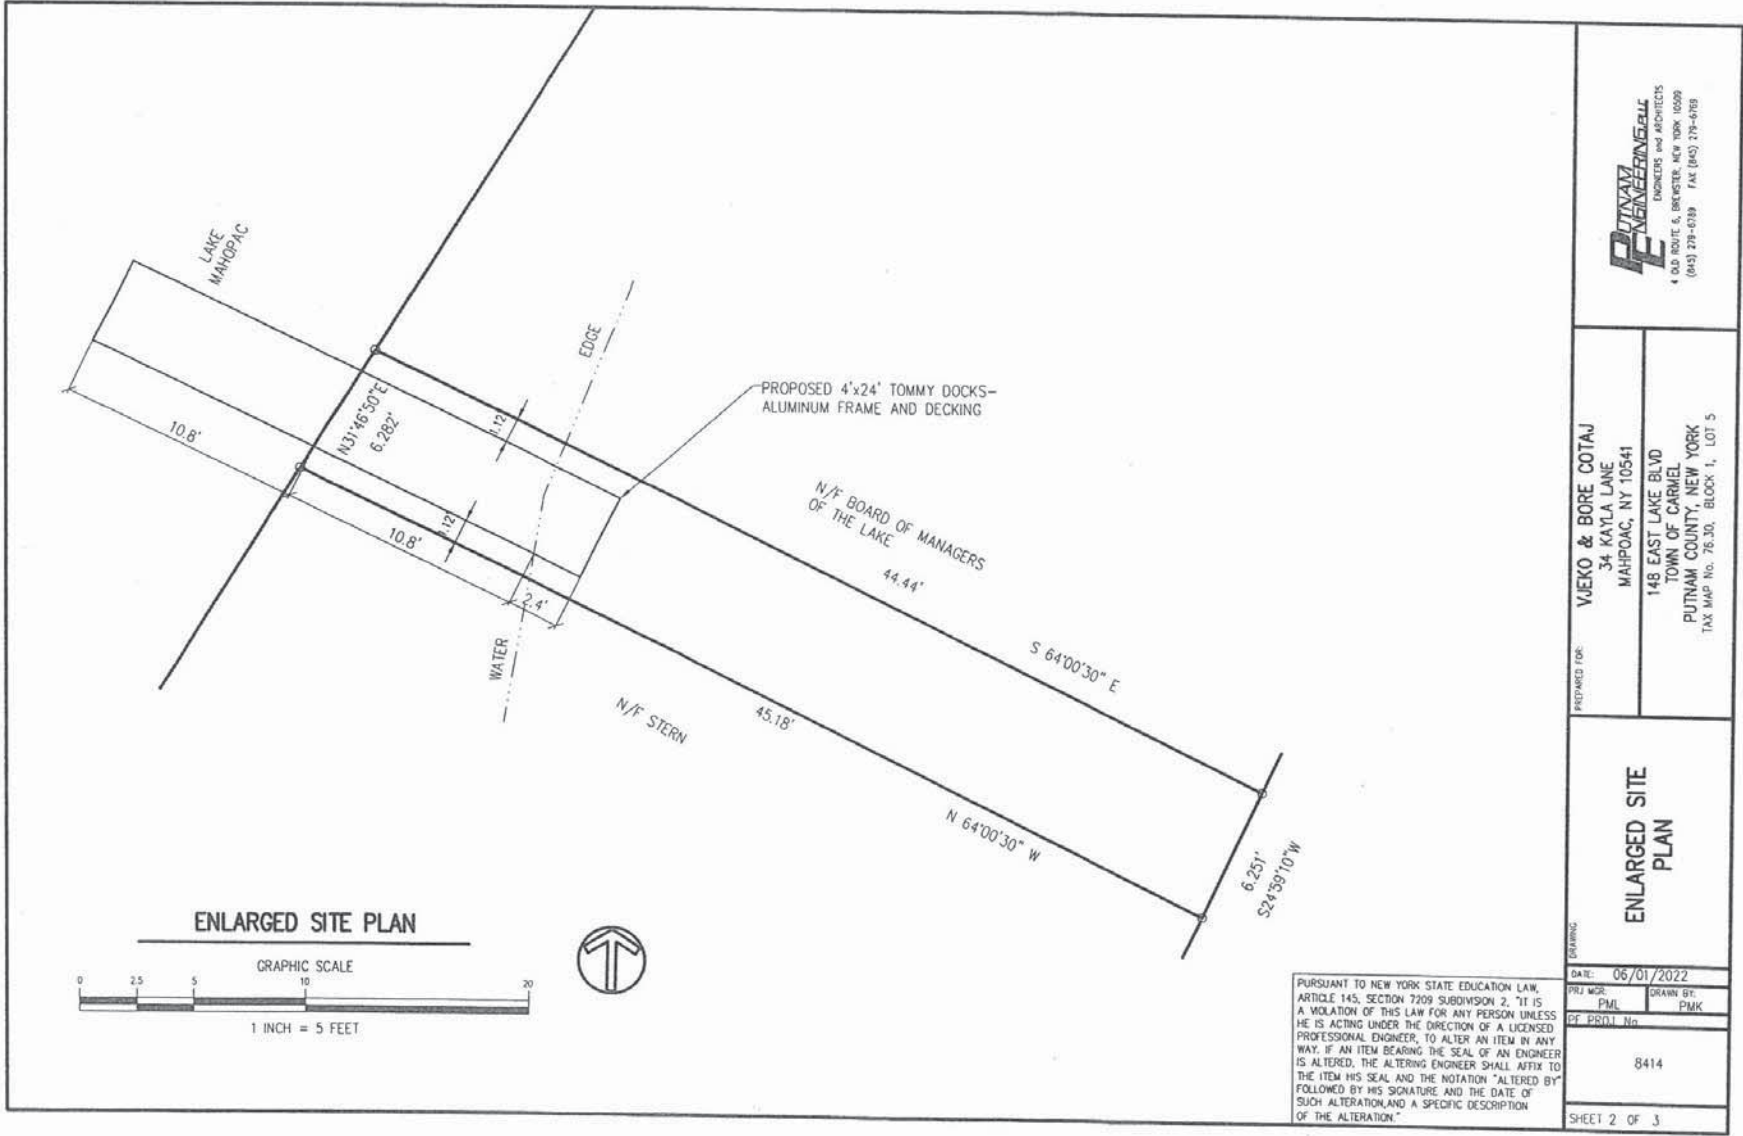 LAKE
MAHOPAC
EDGE
PROPOSED 4'x24' TOMMY DOCKS-
ALUMINUM FRAME AND DECKING
N31°46'50"E
6.282'
1.12'
10.8'
1.12'
10.8'
2.4'
WATER
N/F BOARD OF MANAGERS
OF THE LAKE
44.44'
S 64°00'30" E
N/F STERN
45.18'
N 64°00'30" W
6.251'
S24°59'10"W
ENLARGED SITE PLAN
GRAPHIC SCALE
0 2.5 5 10 20
1 INCH = 5 FEET
PURSUANT TO NEW YORK STATE EDUCATION LAW,
ARTICLE 145, SECTION 7209 SUBDIVISION 2, "IT IS
A VIOLATION OF THIS LAW FOR ANY PERSON UNLESS
HE IS ACTING UNDER THE DIRECTION OF A LICENSED
PROFESSIONAL ENGINEER, TO ALTER AN ITEM IN ANY
WAY. IF AN ITEM BEARING THE SEAL OF AN ENGINEER
IS ALTERED, THE ALTERING ENGINEER SHALL AFFIX TO
THE ITEM HIS SEAL AND THE NOTATION "ALTERED BY"
FOLLOWED BY HIS SIGNATURE AND THE DATE OF
SUCH ALTERATION,AND A SPECIFIC DESCRIPTION
OF THE ALTERATION."
PUTNAM
ENGINEERING,PLLC
ENGINEERS and ARCHITECTS
4 OLD ROUTE 6, BREWSTER, NEW YORK 10509
(845) 279-6789 FAX (845) 279-6769
PREPARED FOR:
VJEKO & BORE COTAJ
34 KAYLA LANE
MAHPOAC, NY 10541
148 EAST LAKE BLVD
TOWN OF CARMEL
PUTNAM COUNTY, NEW YORK
TAX MAP No. 76.30, BLOCK 1, LOT 5
DRAWING
ENLARGED SITE
PLAN
DATE: 06/01/2022
PRJ MGR: PML
DRAWN BY: PMK
PE PROJ. No.
8414
SHEET 2 OF 3